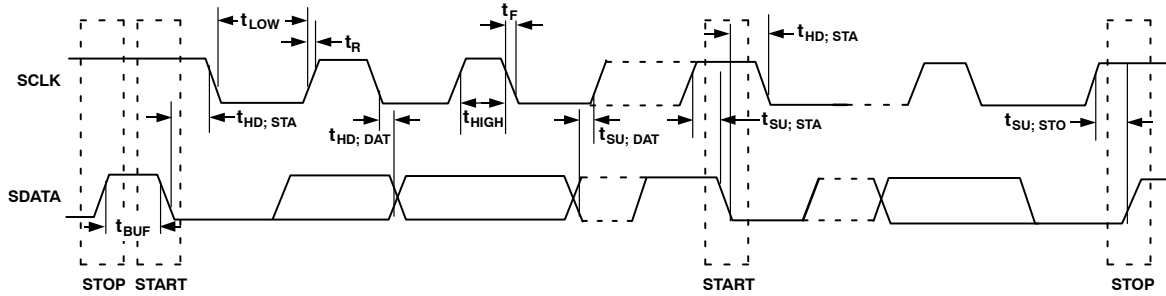 tF
tLOW
tR
tHD; STA
SCLK
tHD; STA
tHD; DAT
tHIGH
tSU; DAT
tSU; STA
tSU; STO
SDATA
tBUF
STOP START START STOP